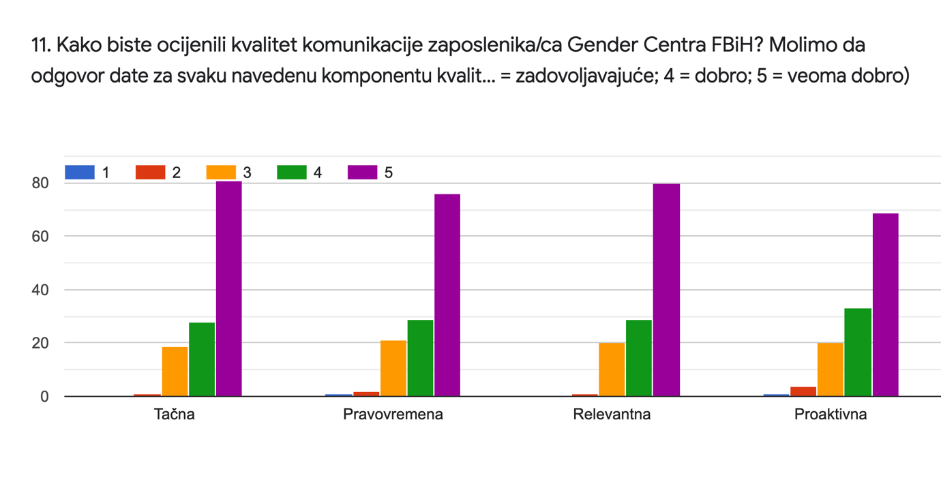 11. Kako biste ocijenili kvalitet komunikacije zaposlenika/ca Gender Centra FBiH? Molimo da
odgovor date za svaku navedenu komponentu kvalit... = zadovoljavajuće; 4 = dobro; 5 = veoma dobro)
1 2 3 4 5
80
60
40
20
0
Tačna Pravovremena Relevantna Proaktivna